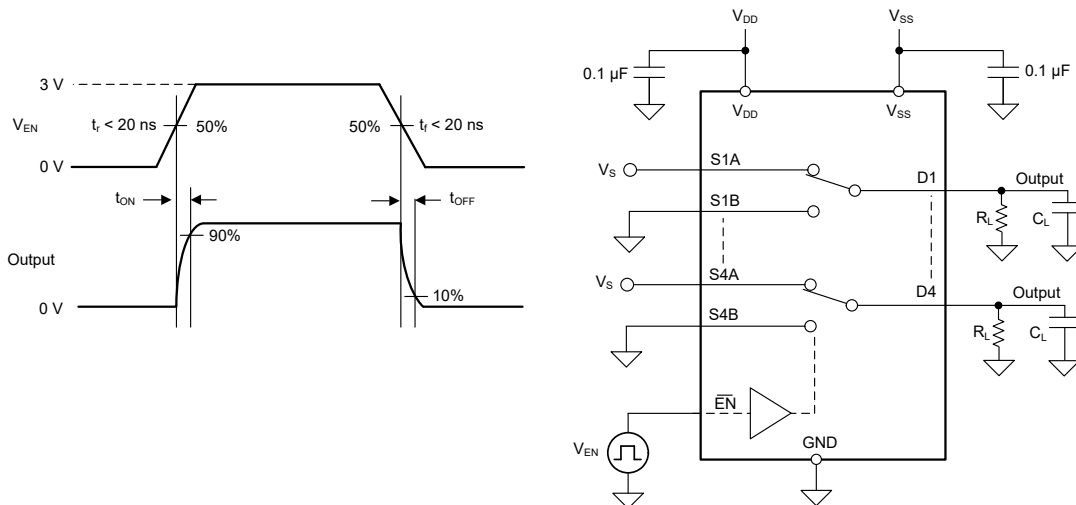 3 V
V_EN
t_r < 20 ns
50%
50%
t_f < 20 ns
0 V
t_ON
t_OFF
90%
Output
10%
0 V
V_DD
V_SS
0.1 µF
0.1 µF
V_DD
V_SS
V_S
S1A
D1
Output
S1B
R_L
C_L
V_S
S4A
D4
Output
S4B
R_L
C_L
E̅N̅
V_EN
GND